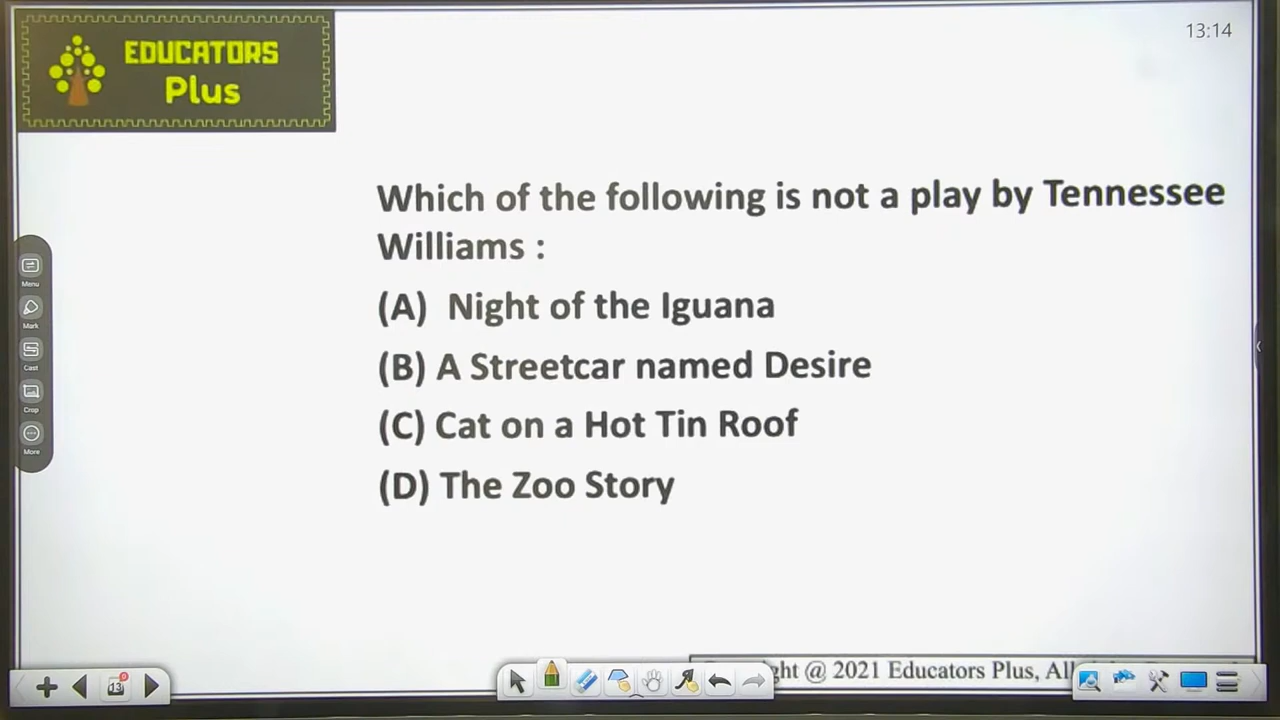 EDUCATORS
Plus
13:14
Which of the following is not a play by Tennessee
Williams :
(A) Night of the Iguana
(B) A Streetcar named Desire
(C) Cat on a Hot Tin Roof
(D) The Zoo Story
Menu
Mark
Cast
Crop
More
13
ght @ 2021 Educators Plus, All